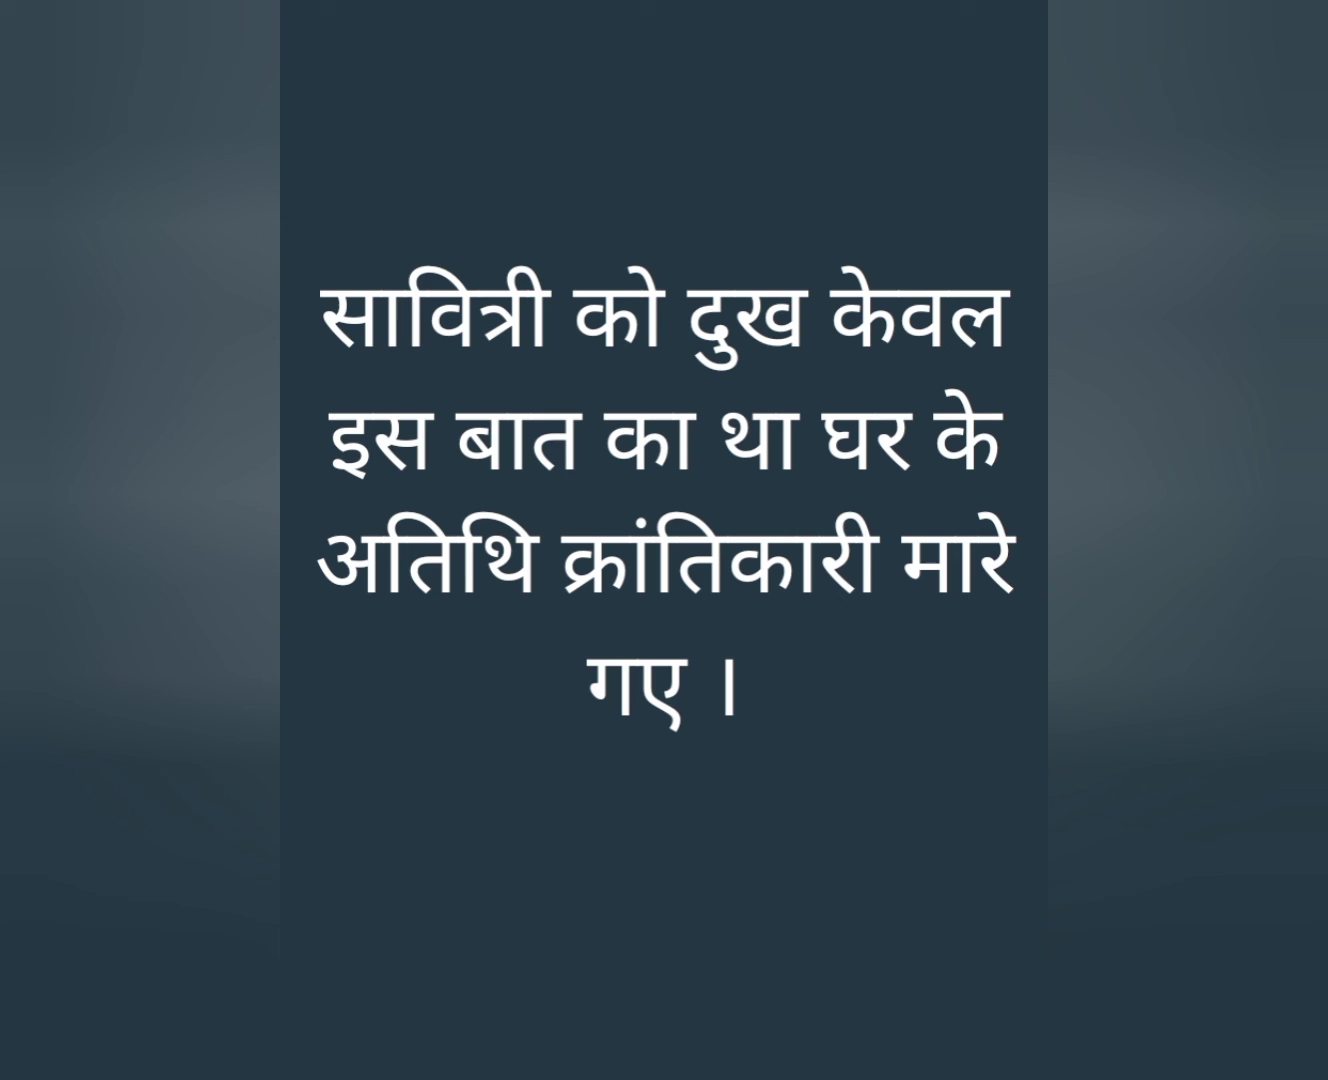 सावित्री को दुख केवल
इस बात का था घर के
अतिथि क्रांतिकारी मारे
गए ।